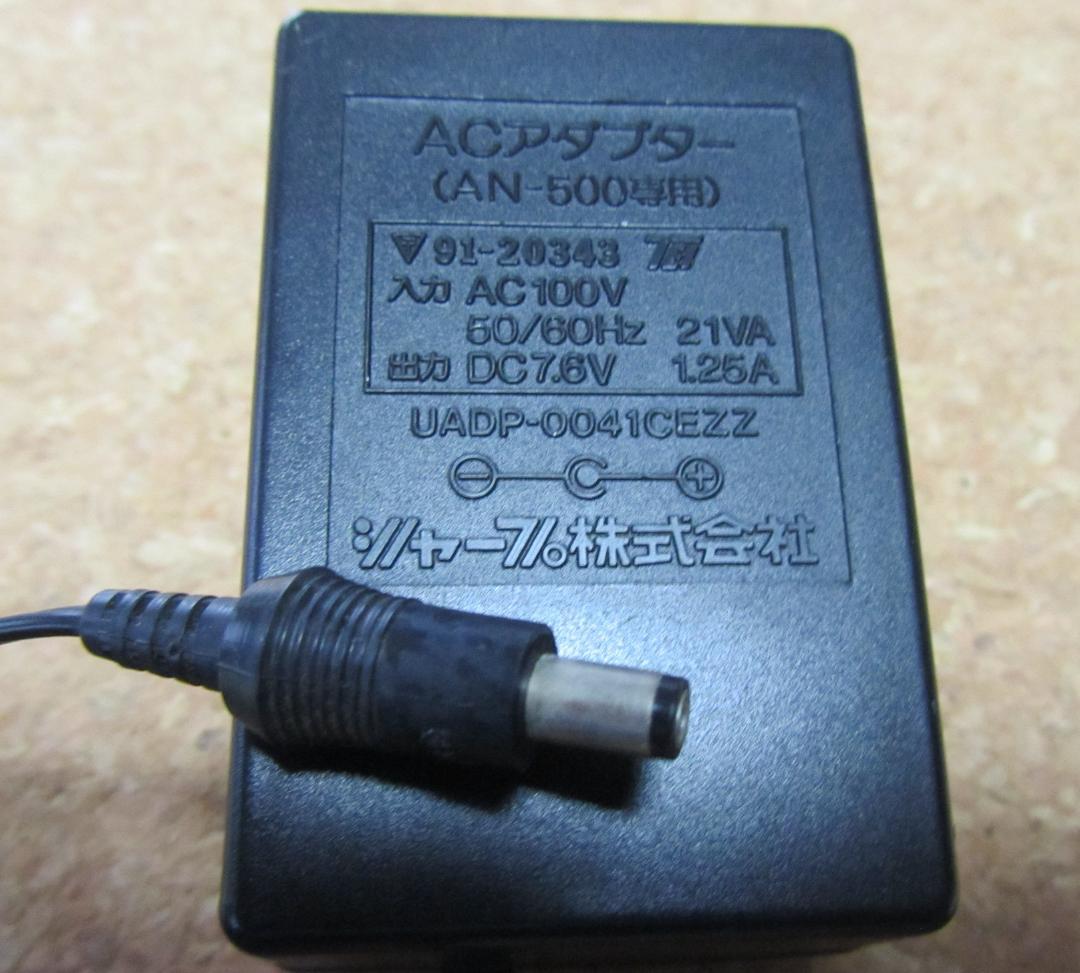 ACアダプター
(AN-500専用)
91-20343
入力 AC100V
50/60Hz 21VA
出力 DC7.6V 1.25A
UADP-0041CEZZ
シャープ株式会社